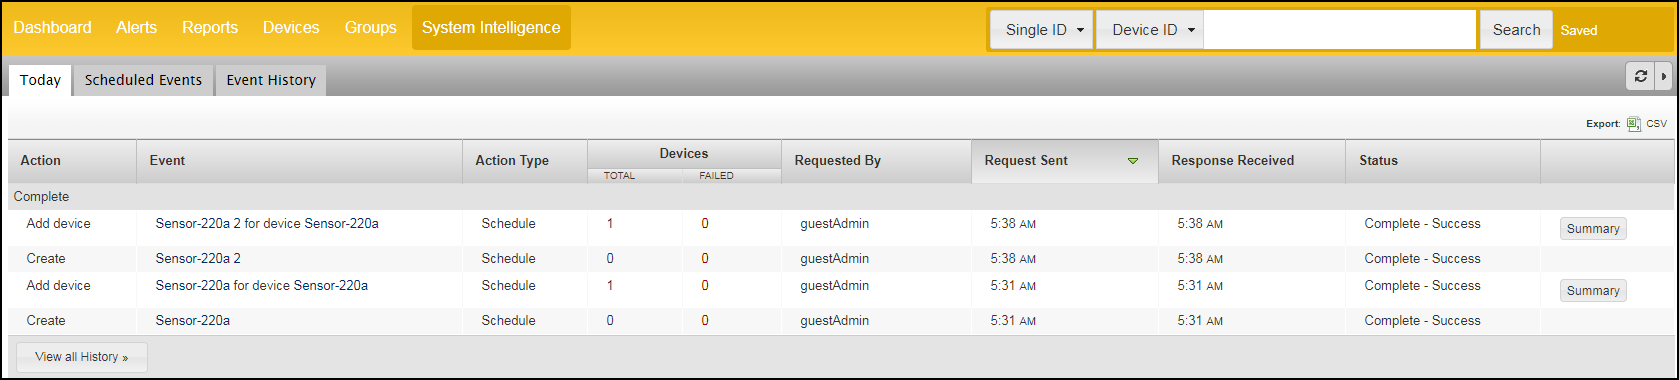 Dashboard Alerts Reports Devices Groups System Intelligence Single ID Device ID Search Saved
Today Scheduled Events Event History
Export: CSV
Action Event Action Type Devices Requested By Request Sent Response Received Status
TOTAL FAILED
Complete
Add device Sensor-220a 2 for device Sensor-220a Schedule 1 0 guestAdmin 5:38 AM 5:38 AM Complete - Success Summary
Create Sensor-220a 2 Schedule 0 0 guestAdmin 5:38 AM 5:38 AM Complete - Success
Add device Sensor-220a for device Sensor-220a Schedule 1 0 guestAdmin 5:31 AM 5:31 AM Complete - Success Summary
Create Sensor-220a Schedule 0 0 guestAdmin 5:31 AM 5:31 AM Complete - Success
View all History »